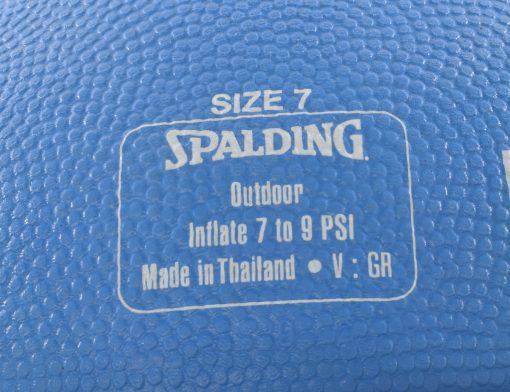 SIZE 7
SPALDING
Outdoor
Inflate 7 to 9 PSI
Made in Thailand • V : GR